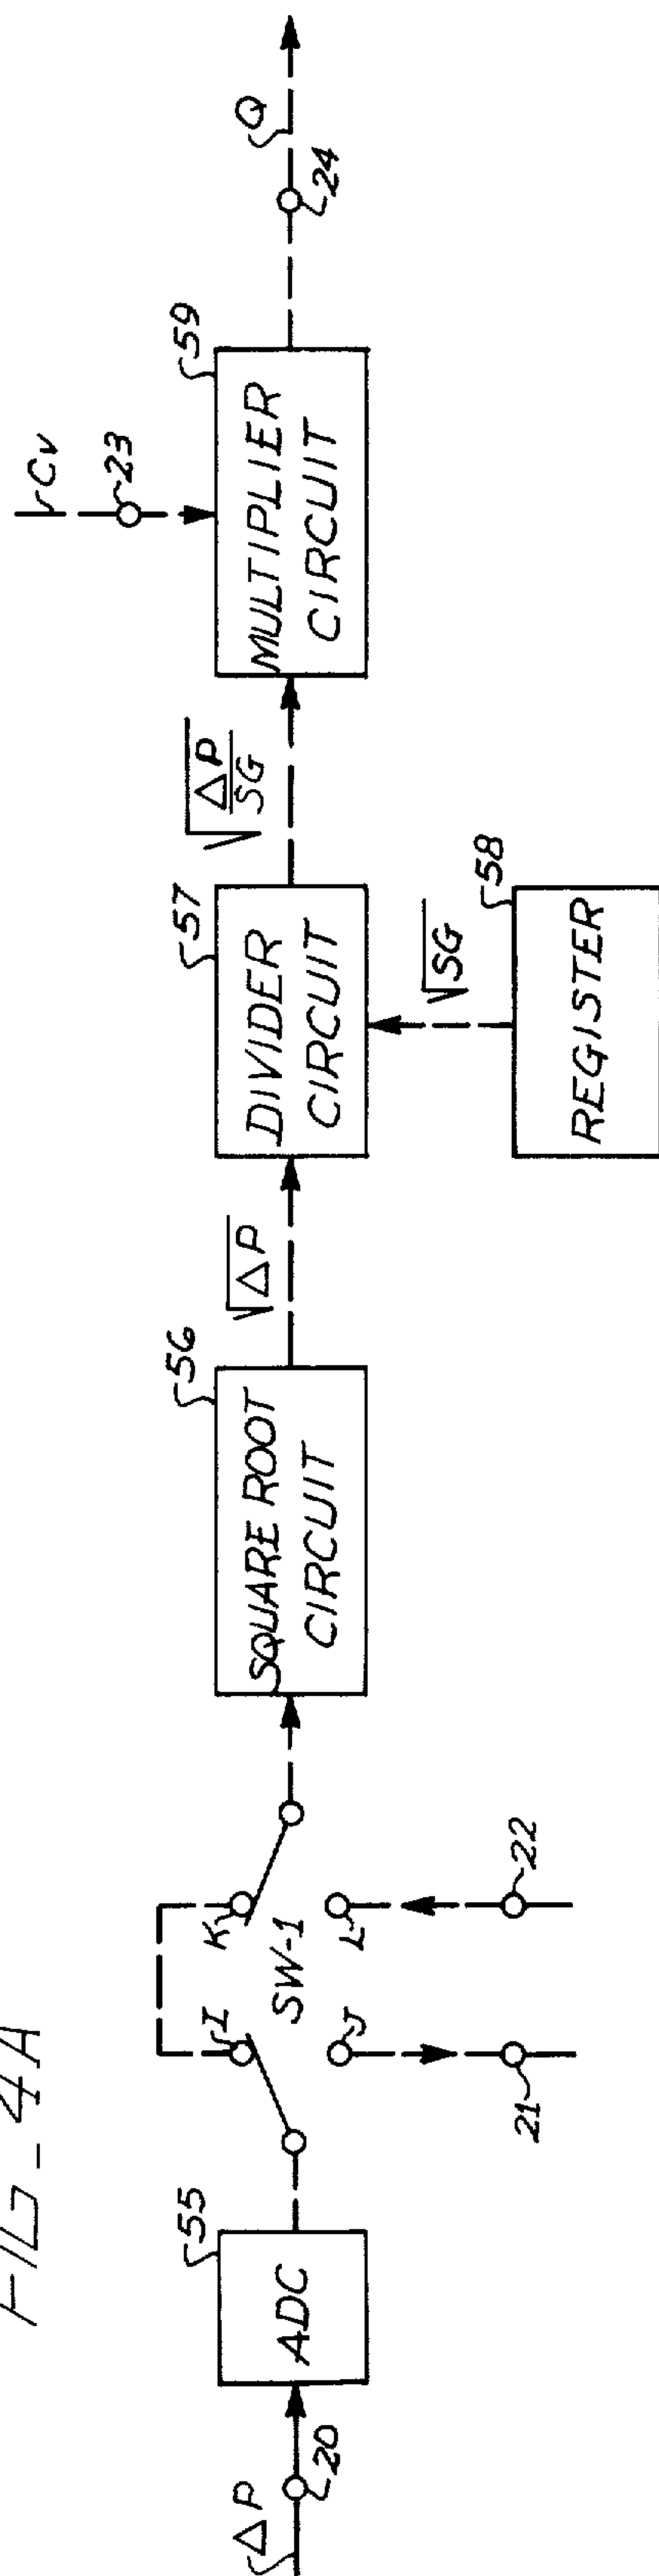 FIG_4A
ΔP
20
ADC
55
I
J
K
L
SW-1
21
22
SQUARE ROOT
CIRCUIT
56
√ΔP
DIVIDER
CIRCUIT
57
√SG
REGISTER
58
√ΔP/SG
MULTIPLIER
CIRCUIT
59
Cv
23
24
Q